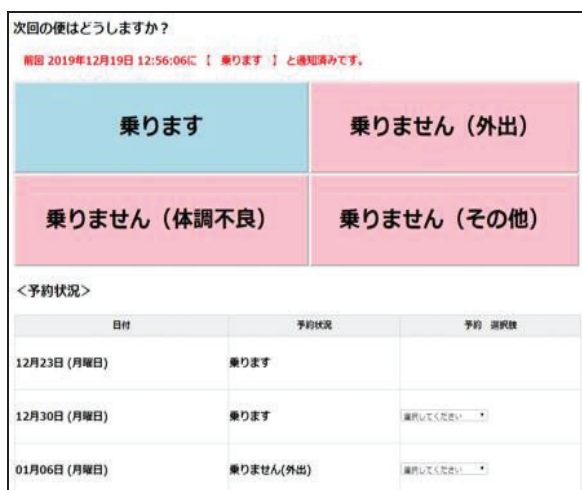 次回の便はどうしますか？
前回 2019年12月19日 12:56:06に 【 乗ります 】 と通知済みです。
乗ります 乗りません（外出）
乗りません（体調不良） 乗りません（その他）
＜予約状況＞
日付 予約状況 予約 選択肢
12月23日 (月曜日) 乗ります
12月30日 (月曜日) 乗ります 選択してください
01月06日 (月曜日) 乗りません(外出) 選択してください